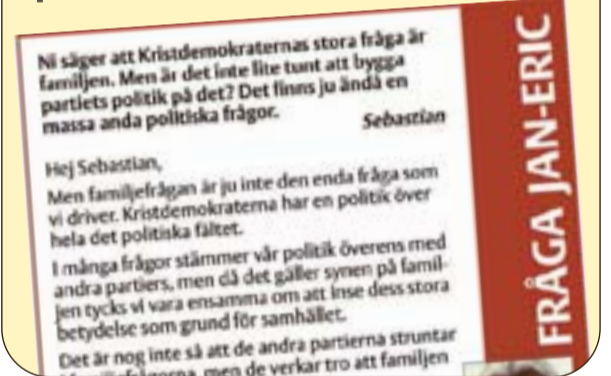 Ni säger att Kristdemokraternas stora fråga är
familjen. Men är det inte lite tunt att bygga
partiets politik på det? Det finns ju ändå en
massa anda politiska frågor.
Sebastian
Hej Sebastian,
Men familjefrågan är ju inte den enda fråga som
vi driver. Kristdemokraterna har en politik över
hela det politiska fältet.
I många frågor stämmer vår politik överens med
andra partiers, men då det gäller synen på famil-
jen tycks vi vara ensamma om att inse dess stora
betydelse som grund för samhället.
Det är nog inte så att de andra partierna struntar
men de verkar tro att familjen
FRÅGA JAN-ERIC